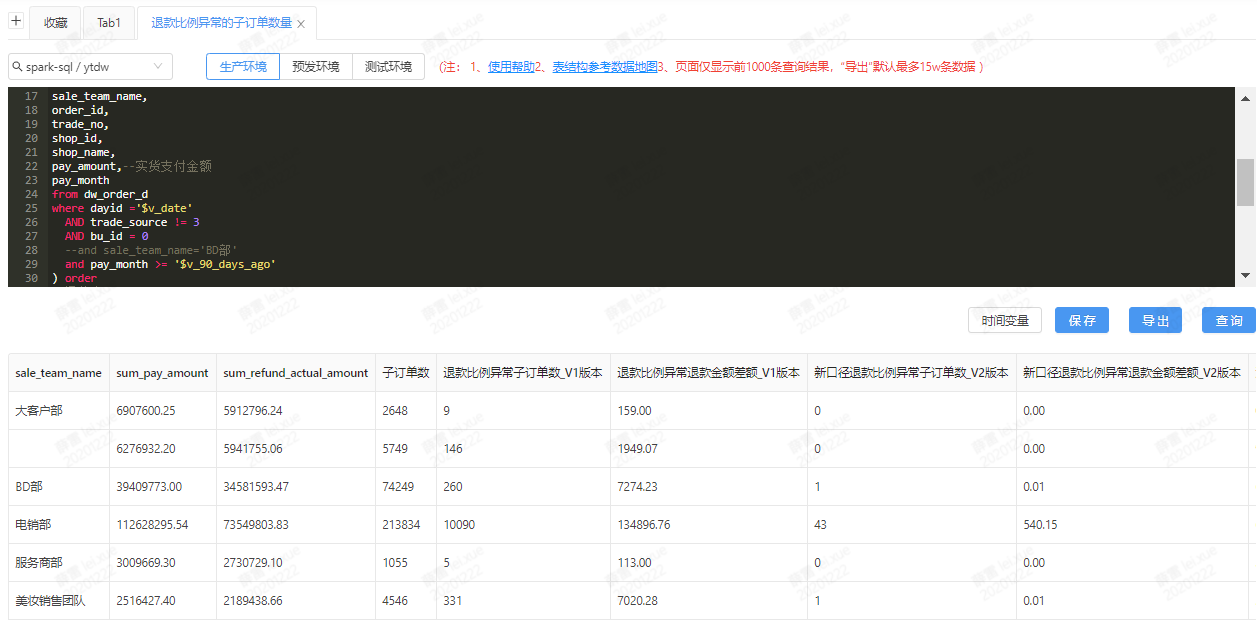 + 收藏 Tab1 退款比例异常的子订单数量 ×
spark-sql / ytdw 生产环境 预发环境 测试环境 (注: 1、使用帮助2、表结构参考数据地图3、页面仅显示前1000条查询结果，"导出"默认最多15w条数据 )
17 sale_team_name,
18 order_id,
19 trade_no,
20 shop_id,
21 shop_name,
22 pay_amount,--实货支付金额
23 pay_month
24 from dw_order_d
25 where dayid ='$v_date'
26 AND trade_source != 3
27 AND bu_id = 0
28 --and sale_team_name='BD部'
29 and pay_month >= '$v_90_days_ago'
30 ) order
时间变量 保存 导出 查询
sale_team_name sum_pay_amount sum_refund_actual_amount 子订单数 退款比例异常子订单数_V1版本 退款比例异常退款金额差额_V1版本 新口径退款比例异常子订单数_V2版本 新口径退款比例异常退款金额差额_V2版本
大客户部 6907600.25 5912796.24 2648 9 159.00 0 0.00
6276932.20 5941755.06 5749 146 1949.07 0 0.00
BD部 39409773.00 34581593.47 74249 260 7274.23 1 0.01
电销部 112628295.54 73549803.83 213834 10090 134896.76 43 540.15
服务商部 3009669.30 2730729.10 1055 5 113.00 0 0.00
美妆销售团队 2516427.40 2189438.66 4546 331 7020.28 1 0.01